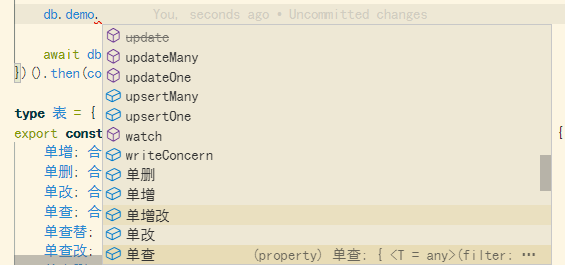 db.demo. You, seconds ago • Uncommitted changes
update
await db updateMany
})().then(co updateOne
upsertMany
type 表 = { upsertOne
export const watch {
单增: 合 writeConcern
单删: 合 单删
单改: 合 单增
单查: 合 单增改
单查替: 单改
单查改: 单查 (property) 单查: { <T = any>(filter: ⋯